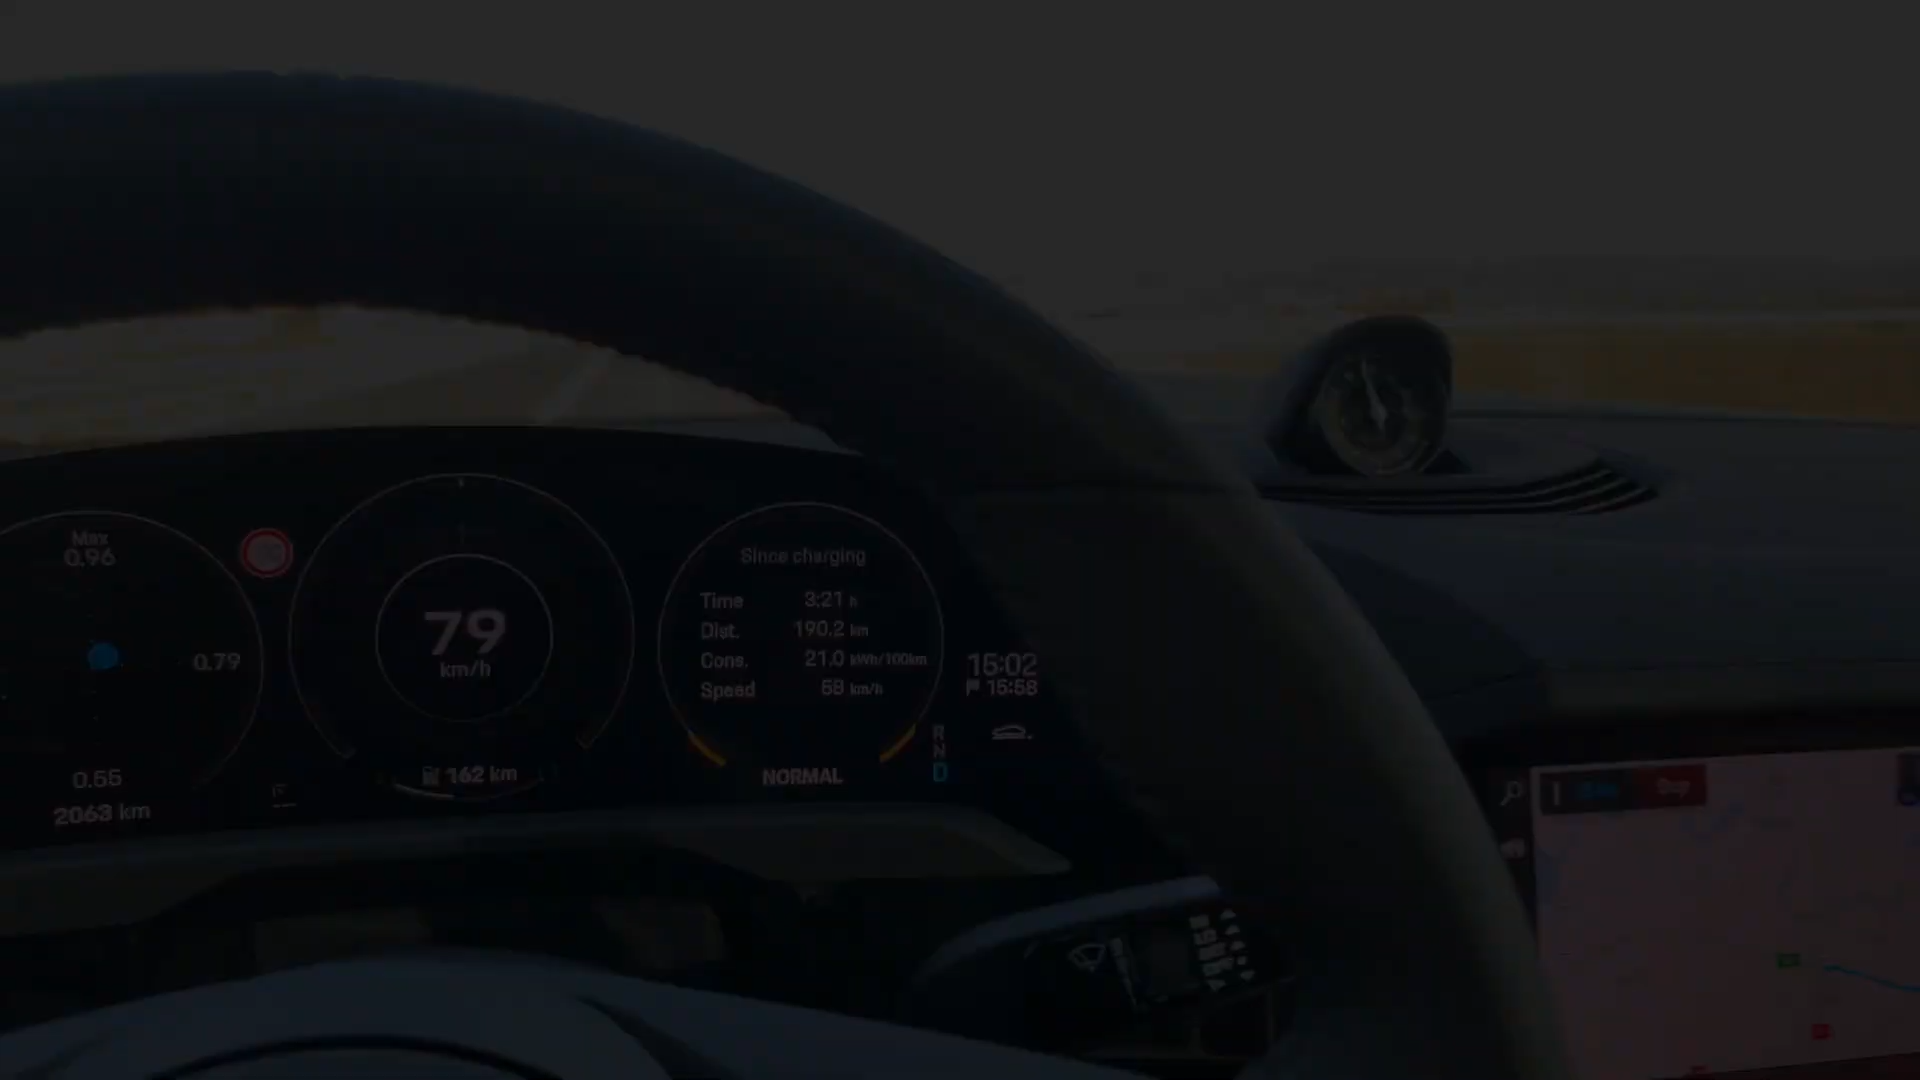 Max
0.96
0.79
0.55
2063 km
79
km/h
162 km
Since charging
Time 3:21 h
Dist. 190.2 km
Cons. 21.0 kWh/100km
Speed 58 km/h
NORMAL
15:02
15:58
R
N
D